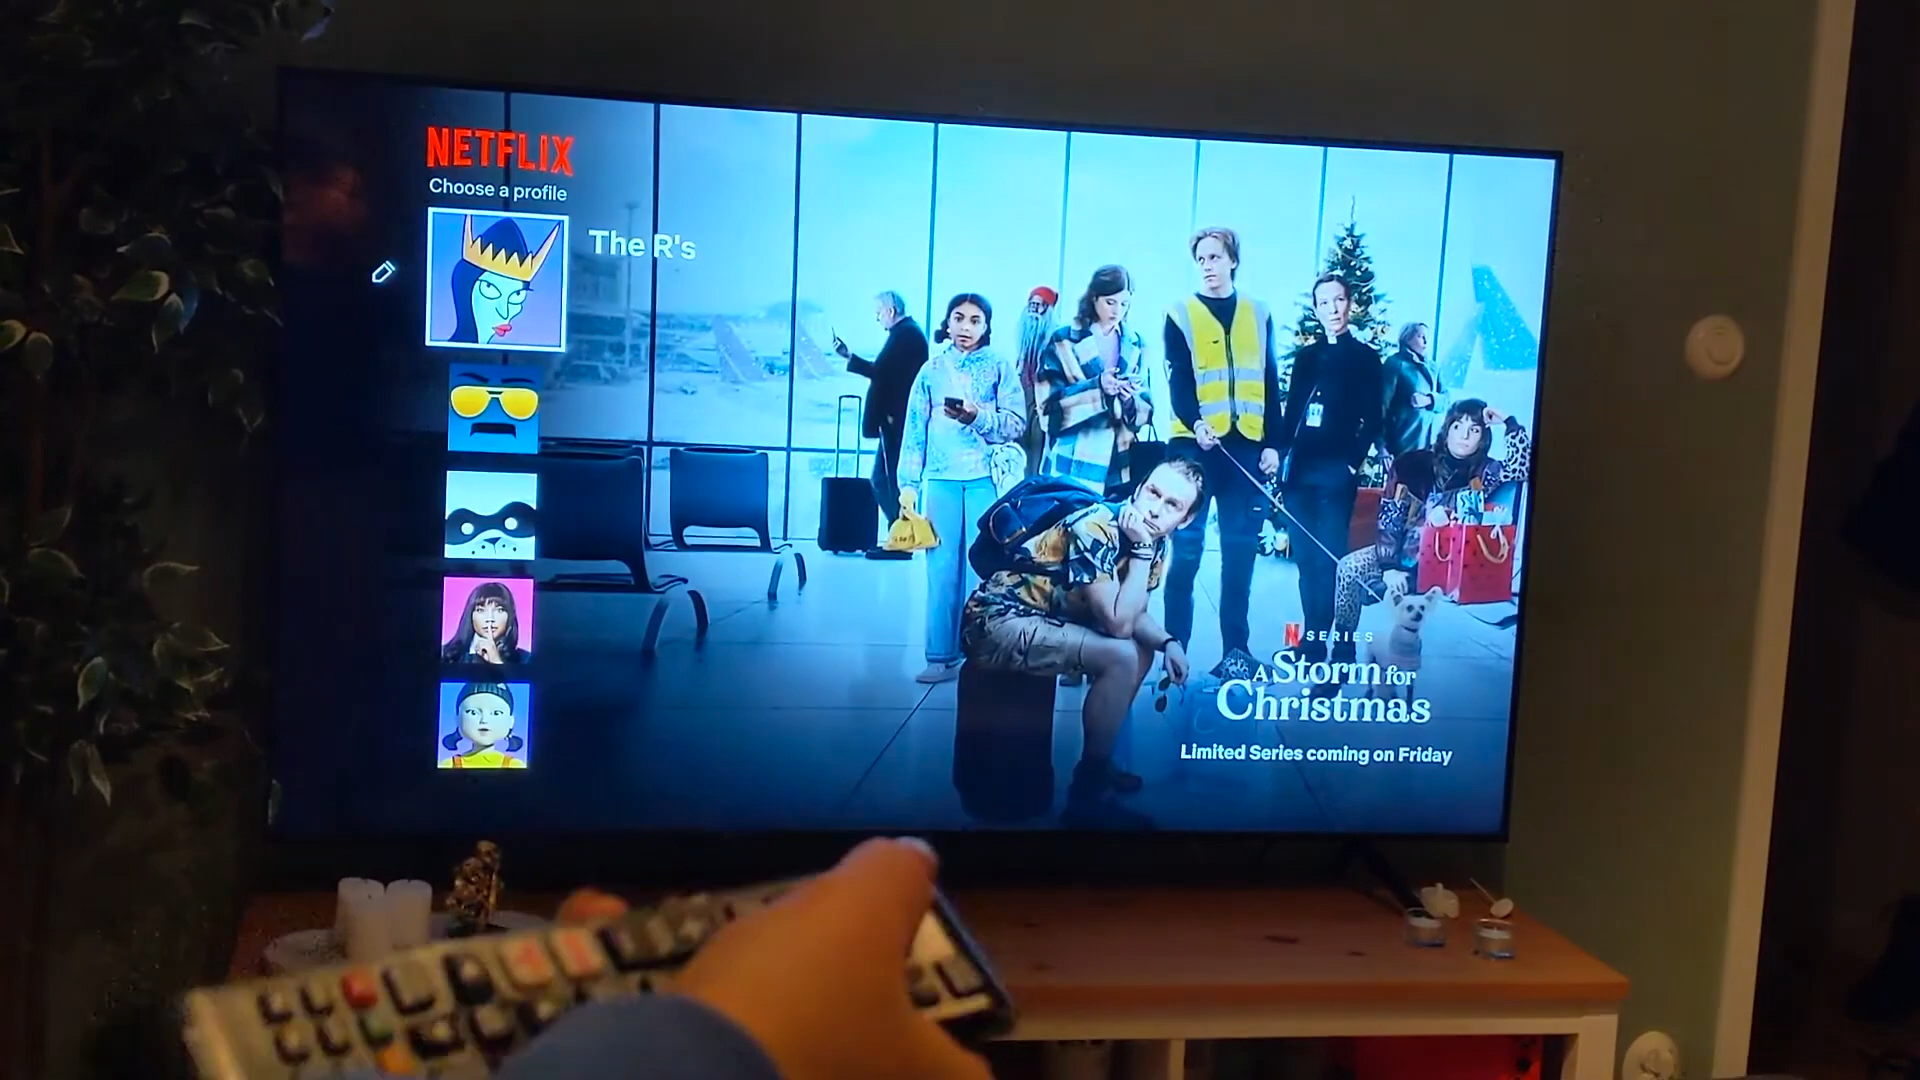 NETFLIX
Choose a profile
The R's
N SERIES
A Storm for
Christmas
Limited Series coming on Friday